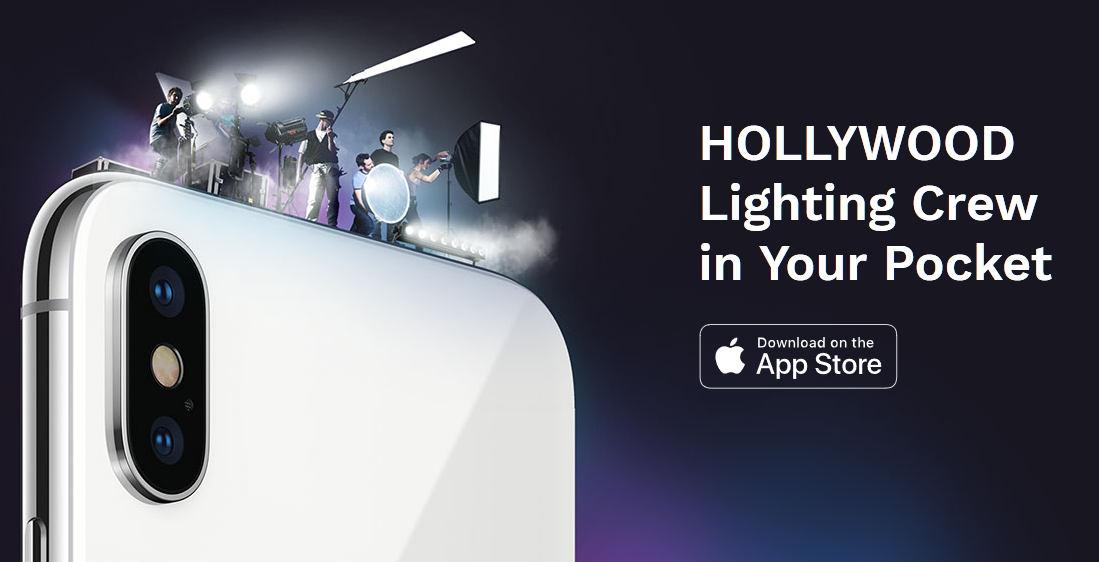 HOLLYWOOD
Lighting Crew
in Your Pocket
Download on the
App Store